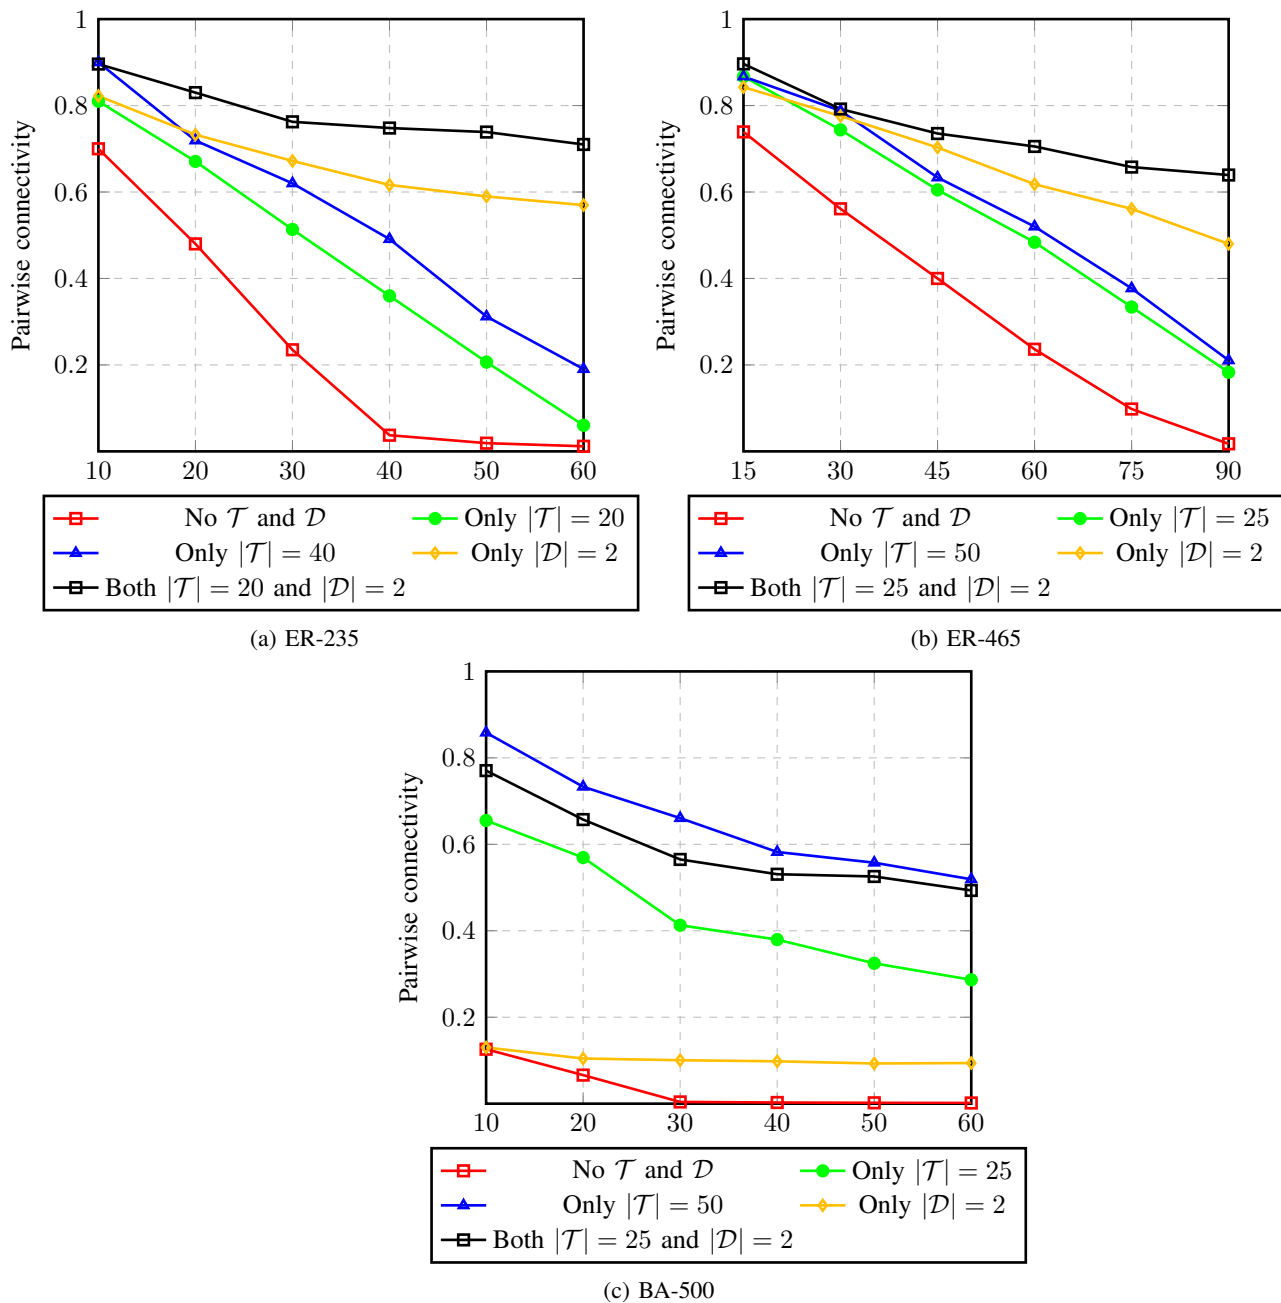 1
0.8
0.6
0.4
0.2
Pairwise connectivity
10 20 30 40 50 60
No 𝒯 and 𝒟 Only |𝒯| = 20
Only |𝒯| = 40 Only |𝒟| = 2
Both |𝒯| = 20 and |𝒟| = 2
(a) ER-235
1
0.8
0.6
0.4
0.2
Pairwise connectivity
15 30 45 60 75 90
No 𝒯 and 𝒟 Only |𝒯| = 25
Only |𝒯| = 50 Only |𝒟| = 2
Both |𝒯| = 25 and |𝒟| = 2
(b) ER-465
1
0.8
0.6
0.4
0.2
Pairwise connectivity
10 20 30 40 50 60
No 𝒯 and 𝒟 Only |𝒯| = 25
Only |𝒯| = 50 Only |𝒟| = 2
Both |𝒯| = 25 and |𝒟| = 2
(c) BA-500